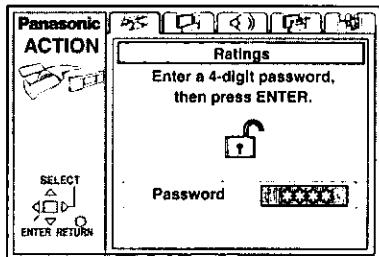 Panasonic
ACTION
Ratings
Enter a 4-digit password,
then press ENTER.
SELECT
Password
ENTER RETURN